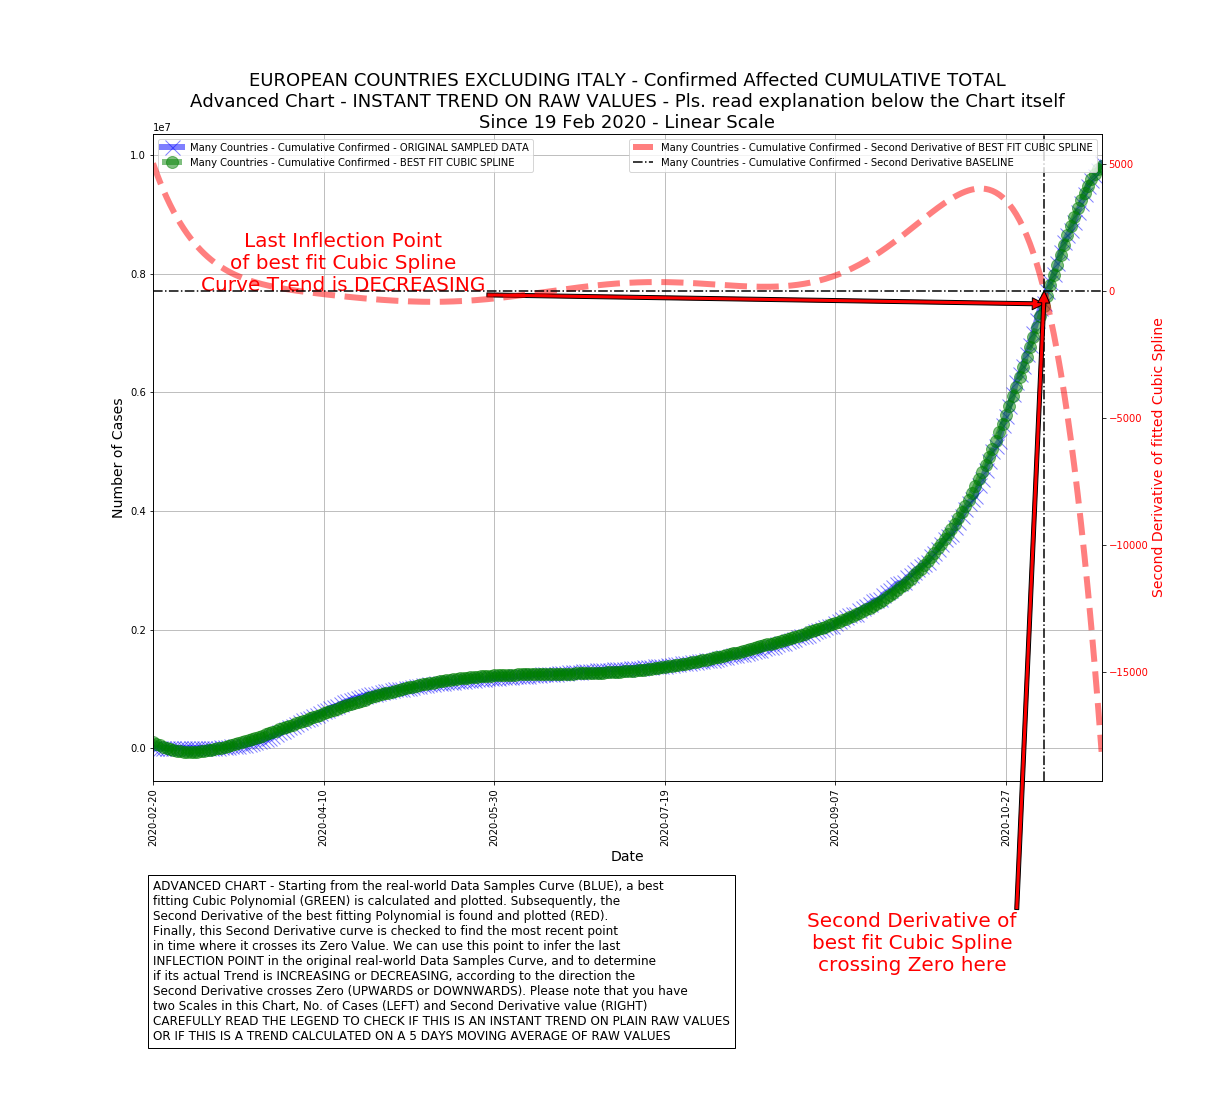 EUROPEAN COUNTRIES EXCLUDING ITALY - Confirmed Affected CUMULATIVE TOTAL
Advanced Chart - INSTANT TREND ON RAW VALUES - Pls. read explanation below the Chart itself
Since 19 Feb 2020 - Linear Scale
1e7
Many Countries - Cumulative Confirmed - ORIGINAL SAMPLED DATA
Many Countries - Cumulative Confirmed - BEST FIT CUBIC SPLINE
Many Countries - Cumulative Confirmed - Second Derivative of BEST FIT CUBIC SPLINE
Many Countries - Cumulative Confirmed - Second Derivative BASELINE
Last Inflection Point
of best fit Cubic Spline
Curve Trend is DECREASING
1.0
0.8
0.6
0.4
0.2
0.0
Number of Cases
5000
0
−5000
−10000
−15000
Second Derivative of fitted Cubic Spline
2020-02-20
2020-04-10
2020-05-30
2020-07-19
2020-09-07
2020-10-27
Date
Second Derivative of
best fit Cubic Spline
crossing Zero here
ADVANCED CHART - Starting from the real-world Data Samples Curve (BLUE), a best
fitting Cubic Polynomial (GREEN) is calculated and plotted. Subsequently, the
Second Derivative of the best fitting Polynomial is found and plotted (RED).
Finally, this Second Derivative curve is checked to find the most recent point
in time where it crosses its Zero Value. We can use this point to infer the last
INFLECTION POINT in the original real-world Data Samples Curve, and to determine
if its actual Trend is INCREASING or DECREASING, according to the direction the
Second Derivative crosses Zero (UPWARDS or DOWNWARDS). Please note that you have
two Scales in this Chart, No. of Cases (LEFT) and Second Derivative value (RIGHT)
CAREFULLY READ THE LEGEND TO CHECK IF THIS IS AN INSTANT TREND ON PLAIN RAW VALUES
OR IF THIS IS A TREND CALCULATED ON A 5 DAYS MOVING AVERAGE OF RAW VALUES